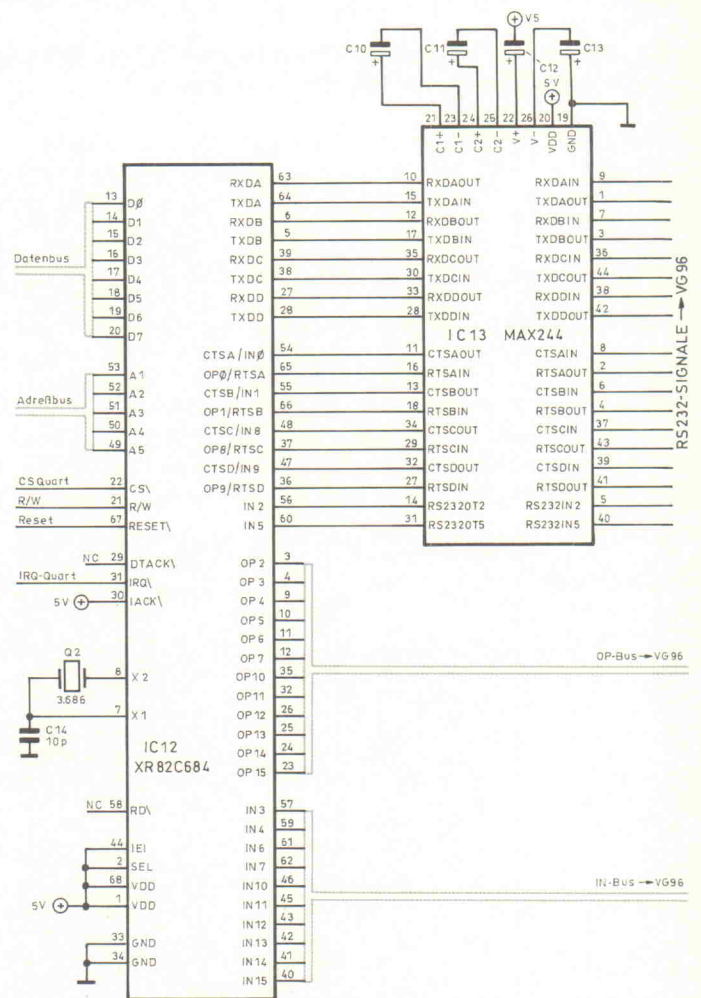 V5
C10
C11
C12
C13
5V
21 23 24 25 22 26 20 19
C1+ C1- C2+ C2- V+ V- VDD GND
13 DØ
14 D1
15 D2
16 D3
17 D4
18 D5
19 D6
20 D7
Datenbus
53 A1
52 A2
51 A3
50 A4
49 A5
Adreßbus
CSQuart 22 CS\
R/W 21 R/W
Reset 67 RESET\
NC 29 DTACK\
IRQ-Quart 31 IRQ\
5V 30 IACK\
Q2
3.686
8 X2
7 X1
C14
10p
IC12
XR82C684
NC 58 RD\
44 IEI
2 SEL
68 VDD
5V 1 VDD
33 GND
34 GND
RXDA 63
TXDA 64
RXDB 6
TXDB 5
RXDC 39
TXDC 38
RXDD 27
TXDD 28
CTSA/INØ 54
OPØ/RTSA 65
CTSB/IN1 55
OP1/RTSB 66
CTSC/IN8 48
OP8/RTSC 37
CTSD/IN9 47
OP9/RTSD 36
IN2 56
IN5 60
OP2 3
OP3 4
OP4 9
OP5 10
OP6 11
OP7 12
OP10 35
OP11 32
OP12 26
OP13 25
OP14 24
OP15 23
IN3 57
IN4 59
IN6 61
IN7 62
IN10 46
IN11 45
IN12 43
IN13 42
IN14 41
IN15 40
10 RXDAOUT RXDAIN 9
15 TXDAIN TXDAOUT 1
12 RXDBOUT RXDBIN 7
17 TXDBIN TXDBOUT 3
35 RXDCOUT RXDCIN 36
30 TXDCIN TXDCOUT 44
33 RXDDOUT RXDDIN 38
28 TXDDIN TXDDOUT 42
IC13 MAX244
11 CTSAOUT CTSAIN 8
16 RTSAIN RTSAOUT 2
13 CTSBOUT CTSBIN 6
18 RTSBIN RTSBOUT 4
34 CTSCOUT CTSCIN 37
29 RTSCIN RTSCOUT 43
32 CTSDOUT CTSDIN 39
27 RTSDIN RTSDOUT 41
14 RS232OT2 RS232IN2 5
31 RS232OT5 RS232IN5 40
RS232-SIGNALE → VG96
OP-Bus → VG96
IN-Bus → VG96